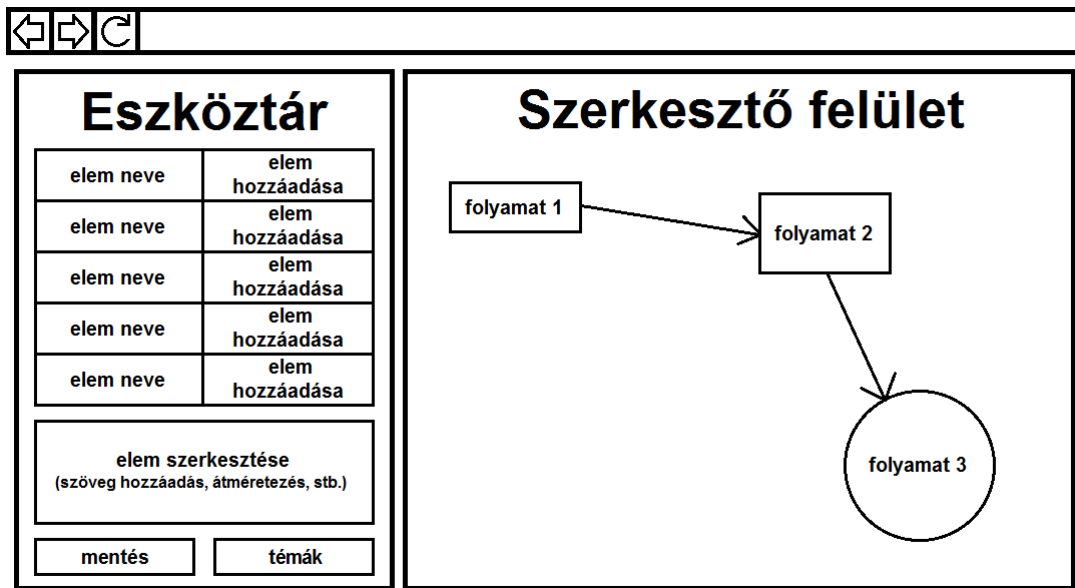 Eszköztár
elem neve
elem
hozzáadása
elem neve
elem
hozzáadása
elem neve
elem
hozzáadása
elem neve
elem
hozzáadása
elem neve
elem
hozzáadása
elem szerkesztése
(szöveg hozzáadás, átméretezés, stb.)
mentés
témák
Szerkesztő felület
folyamat 1
folyamat 2
folyamat 3